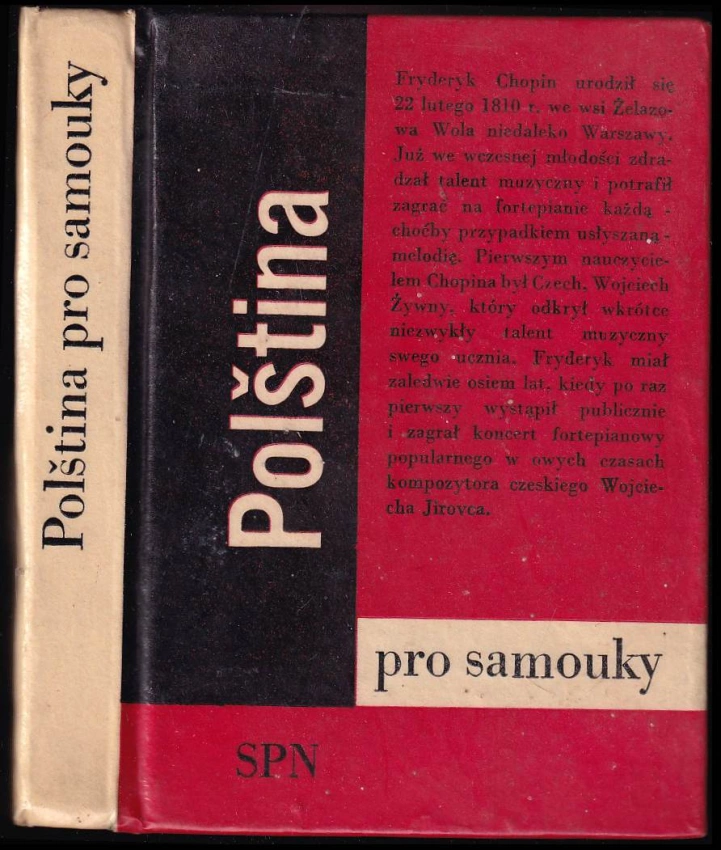 Polština pro samouky
Polština
Fryderyk Chopin urodził się
22 lutego 1810 r. we wsi Żelazo-
wa Wola niedaleko Warszawy.
Już we wczesnej młodości zdra-
dzał talent muzyczny i potrafił
zagrać na fortepianie każdą -
choćby przypadkiem usłyszaną -
melodię. Pierwszym nauczycie-
lem Chopina był Czech, Wojciech
Żywny, który odkrył wkrótce
niezwykły talent muzyczny
swego ucznia. Fryderyk miał
zaledwie osiem lat, kiedy po raz
pierwszy wystąpił publicznie
i zagrał koncert fortepianowy
popularnego w owych czasach
kompozytora czeskiego Wojcie-
cha Jirovca.
pro samouky
SPN